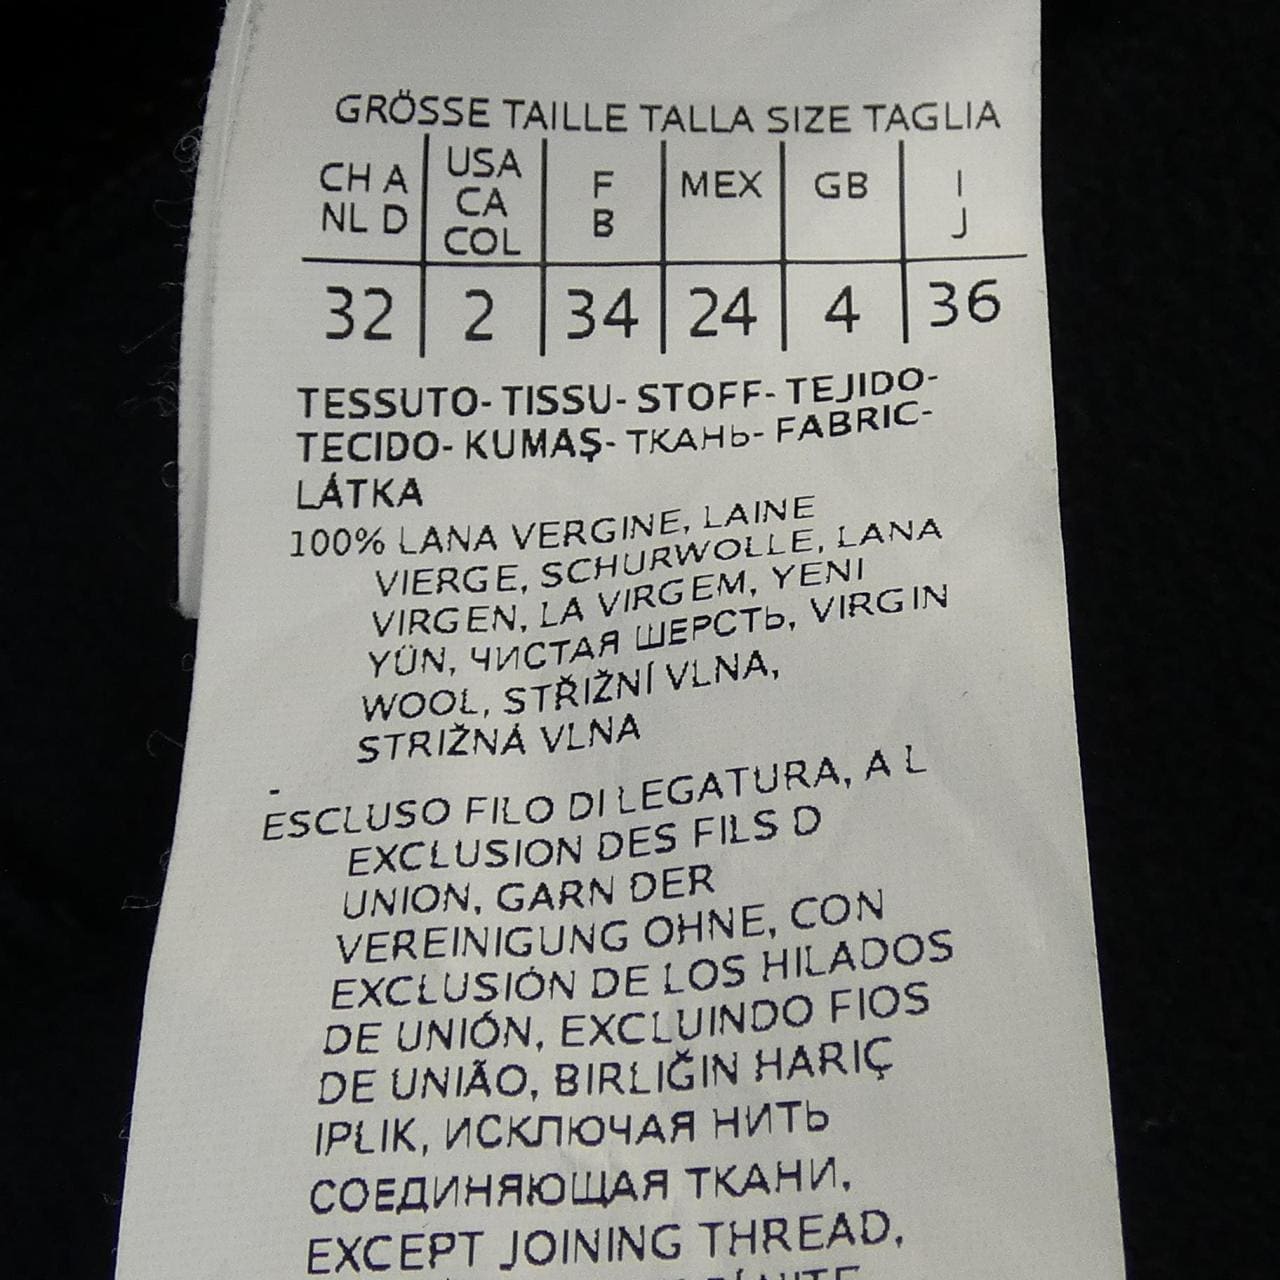 GRÖSSE TAILLE TALLA SIZE TAGLIA
CH A USA F MEX GB I
NL D CA B J
COL
32 2 34 24 4 36
TESSUTO- TISSU- STOFF- TEJIDO-
TECIDO- KUMAŞ- ТКАНЬ- FABRIC-
LÁTKA
100% LANA VERGINE, LAINE
VIERGE, SCHURWOLLE, LANA
VIRGEN, LA VIRGEM, YENI
YÜN, ЧИСТАЯ ШЕРСТЬ, VIRGIN
WOOL, STŘIŽNÍ VLNA,
STRIŽNÁ VLNA
-
ESCLUSO FILO DI LEGATURA, A L
EXCLUSION DES FILS D
UNION, GARN DER
VEREINIGUNG OHNE, CON
EXCLUSIÓN DE LOS HILADOS
DE UNIÓN, EXCLUINDO FIOS
DE UNIÃO, BIRLIĞIN HARIÇ
IPLIK, ИСКЛЮЧАЯ НИТЬ
СОЕДИНЯЮЩАЯ ТКАНИ,
EXCEPT JOINING THREAD,